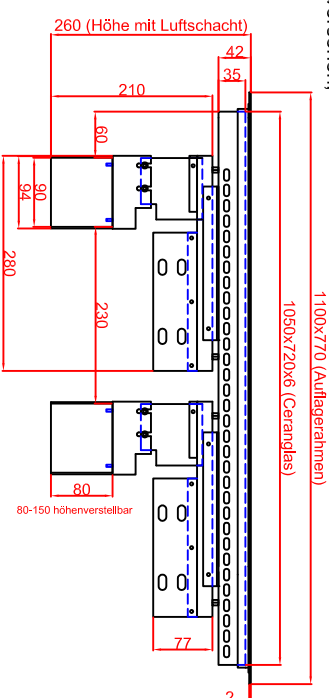 260 (Höhe mit Luftschacht)
42
35
210
60
90
94
280
230
1100x770 (Auflagerahmen)
1050x720x6 (Ceranglas)
80
80-150 höhenverstellbar
77
2